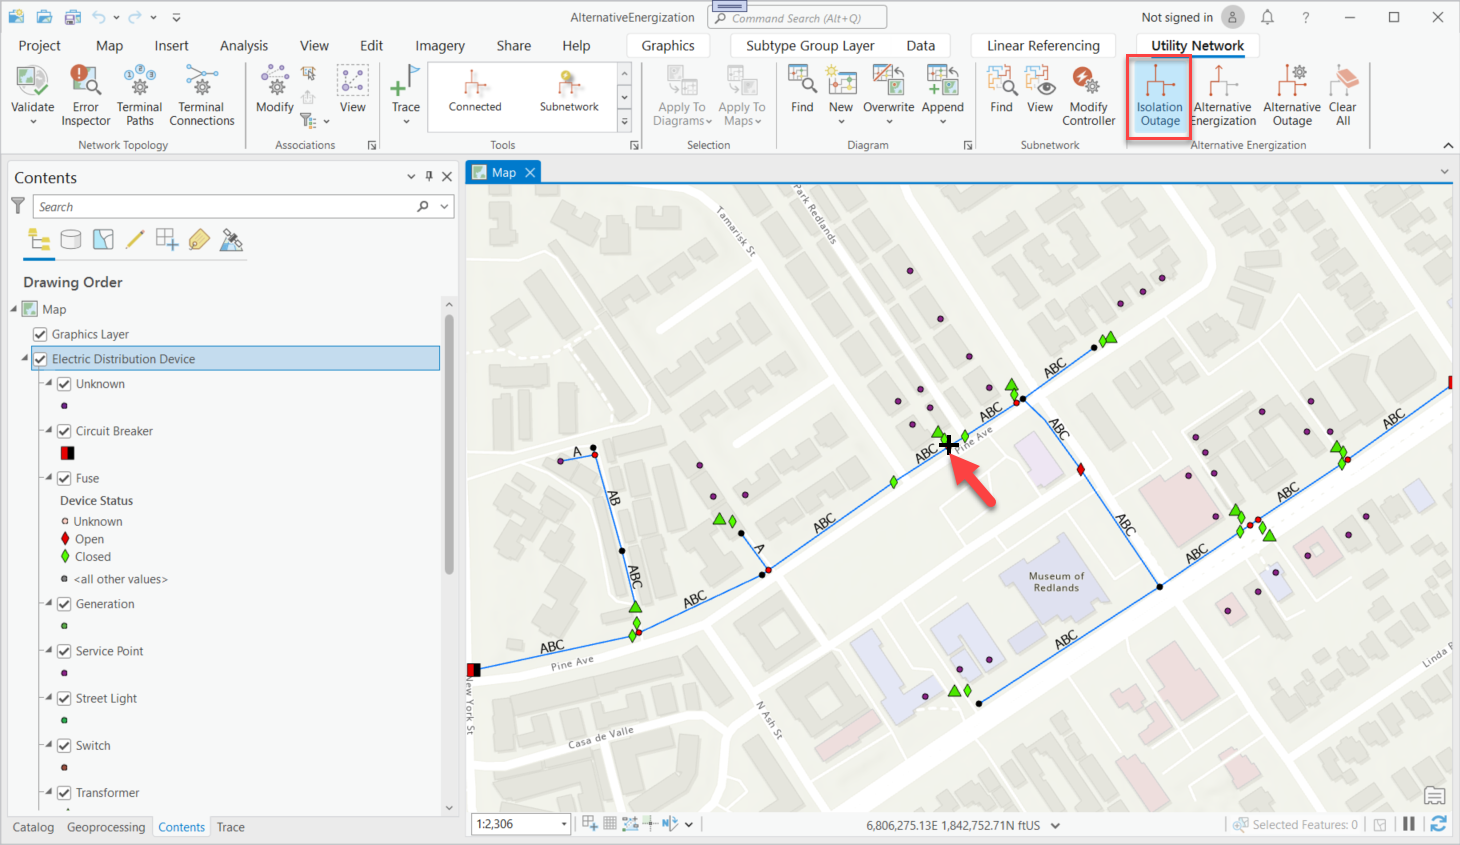 AlternativeEnergization
Command Search (Alt+Q)
Not signed in
?
Project
Map
Insert
Analysis
View
Edit
Imagery
Share
Help
Graphics
Subtype Group Layer
Data
Linear Referencing
Utility Network
Validate
Error
Inspector
Terminal
Paths
Terminal
Connections
Modify
View
Trace
Connected
Subnetwork
Apply To
Diagrams
Apply To
Maps
Find
New
Overwrite
Append
Find
View
Modify
Controller
Isolation
Outage
Alternative
Energization
Alternative
Outage
Clear
All
Network Topology
Associations
Tools
Selection
Diagram
Subnetwork
Alternative Energization
Contents
Search
Drawing Order
Map
Graphics Layer
Electric Distribution Device
Unknown
Circuit Breaker
Fuse
Device Status
Unknown
Open
Closed
<all other values>
Generation
Service Point
Street Light
Switch
Transformer
Catalog
Geoprocessing
Contents
Trace
Map
Park Redlands
Tamarisk St
ABC
ABC
ABC
Pine Ave
ABC
ABC
A
AB
ABC
ABC
ABC
A
ABC
ABC
ABC
Museum of
Redlands
ABC
ABC
ABC
Pine Ave
New York St
N Ash St
Casa de Valle
Linda R
1:2,306
6,806,275.13E 1,842,752.71N ftUS
Selected Features: 0